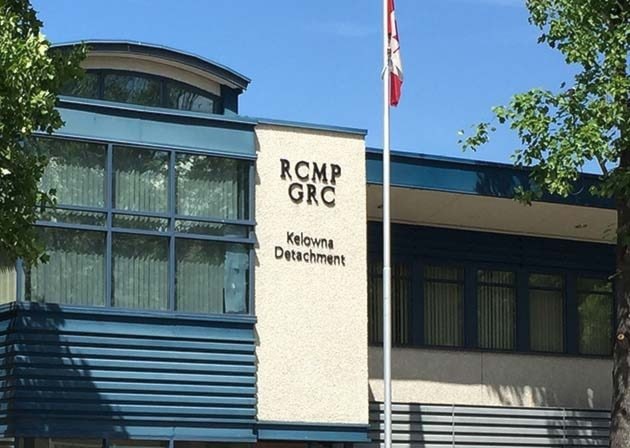 RCMP
GRC
Kelowna
Detachment